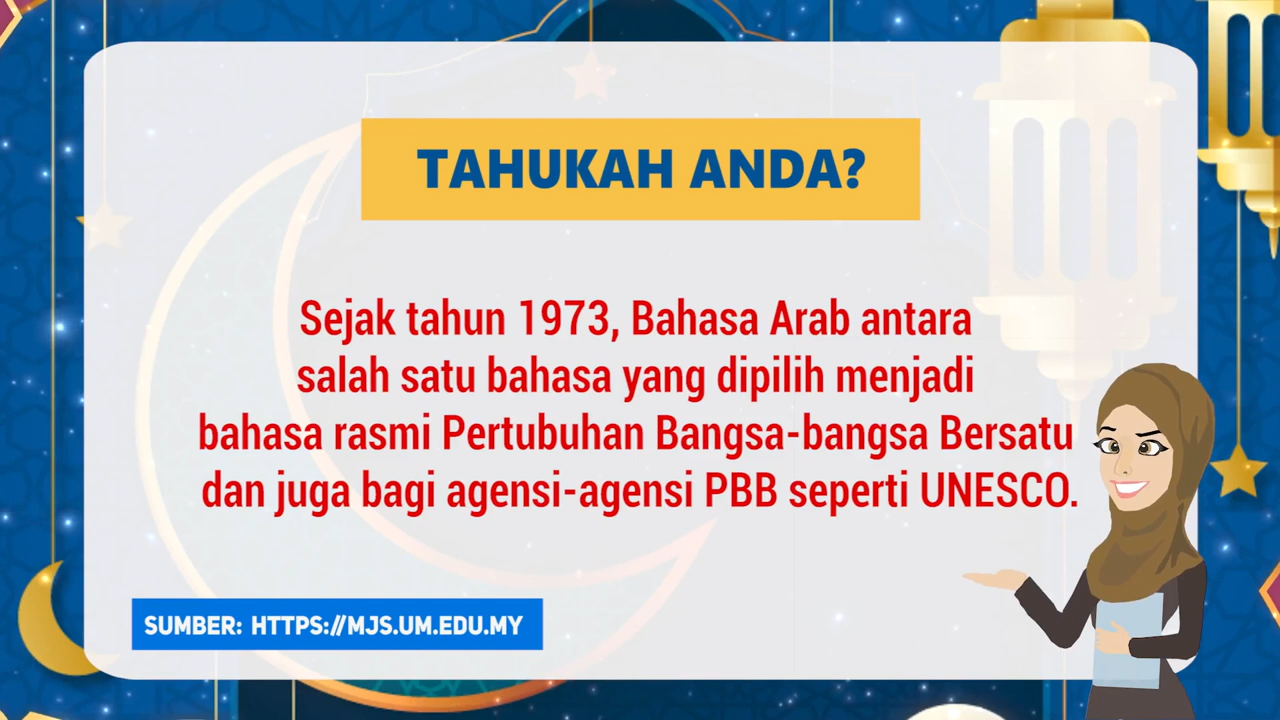 TAHUKAH ANDA?
Sejak tahun 1973, Bahasa Arab antara
salah satu bahasa yang dipilih menjadi
bahasa rasmi Pertubuhan Bangsa-bangsa Bersatu
dan juga bagi agensi-agensi PBB seperti UNESCO.
SUMBER: HTTPS://MJS.UM.EDU.MY